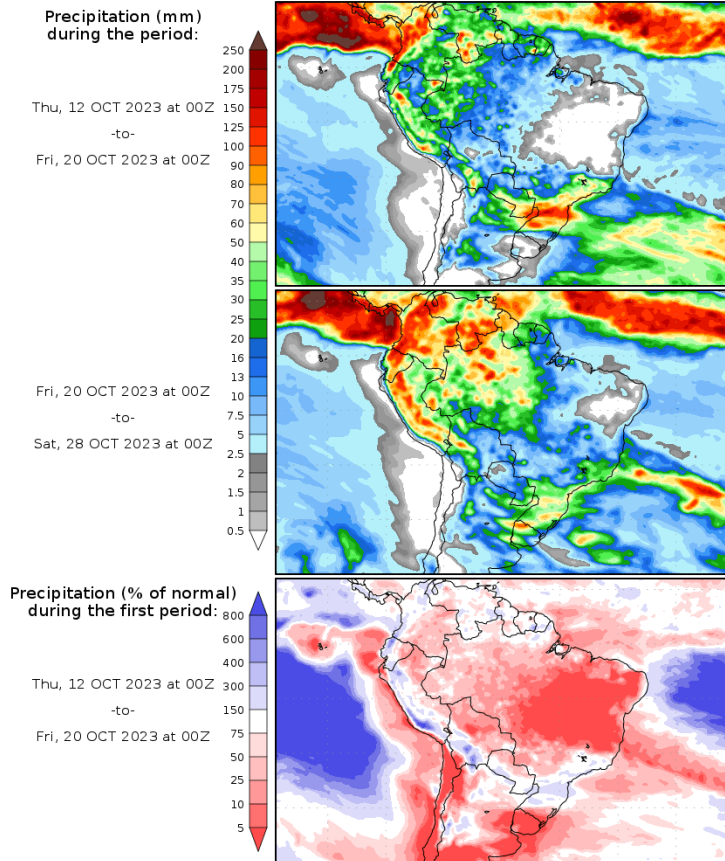 Precipitation (mm)
during the period:
Thu, 12 OCT 2023 at 00Z
-to-
Fri, 20 OCT 2023 at 00Z
250
200
175
150
125
100
90
80
70
60
50
40
35
30
25
20
16
13
10
7.5
5
2.5
2
1.5
1
0.5
Fri, 20 OCT 2023 at 00Z
-to-
Sat, 28 OCT 2023 at 00Z
Precipitation (% of normal)
during the first period:
Thu, 12 OCT 2023 at 00Z
-to-
Fri, 20 OCT 2023 at 00Z
800
600
400
300
150
75
50
25
10
5